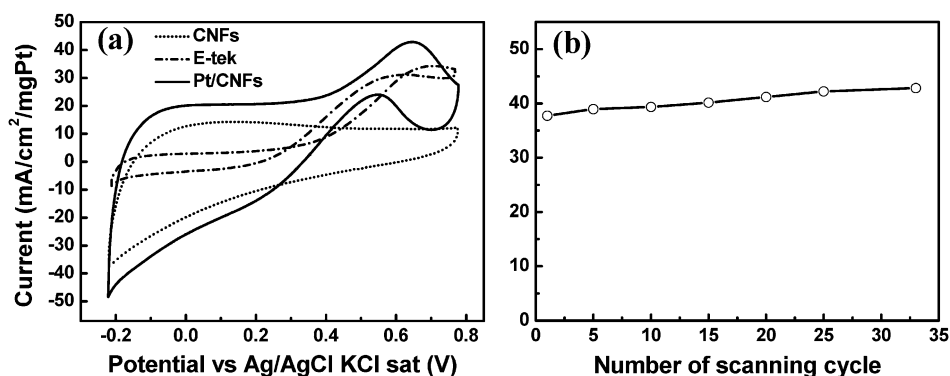 (a)
CNFs
E-tek
Pt/CNFs
50
40
30
20
10
0
-10
-20
-30
-40
-50
Current (mA/cm²/mgPt)
-0.2 0.0 0.2 0.4 0.6 0.8
Potential vs Ag/AgCl KCl sat (V)
(b)
50
40
30
20
10
0
0 5 10 15 20 25 30 35
Number of scanning cycle